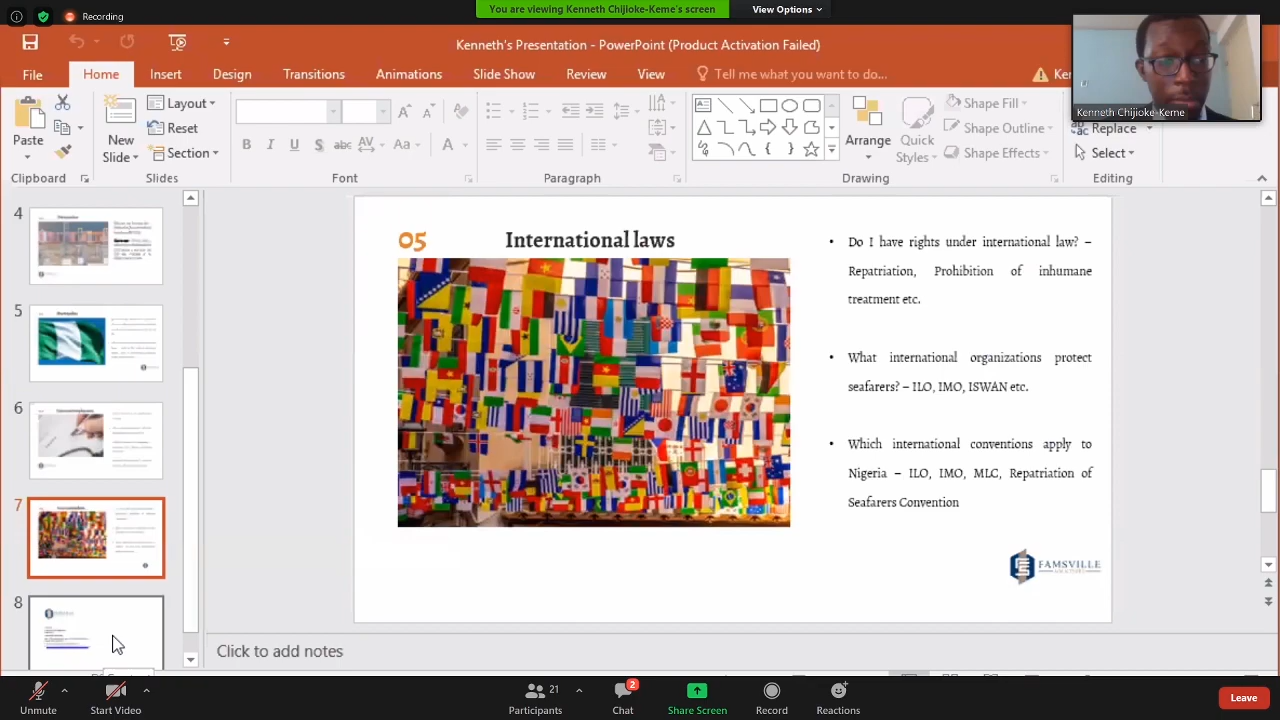 Recording
You are viewing Kenneth Chijioke-Keme's screen
View Options
Kenneth's Presentation - PowerPoint (Product Activation Failed)
File
Home
Insert
Design
Transitions
Animations
Slide Show
Review
View
Tell me what you want to do...
Kenneth Chijioke-Keme
Paste
New
Slide
Layout
Reset
Section
B I U S abc AV Aa A
Arrange
Quick
Styles
Shape Fill
Shape Outline
Shape Effects
Replace
Select
Clipboard
Slides
Font
Paragraph
Drawing
Editing
4
5
6
7
8
05
International laws
• Do I have rights under international law? –
Repatriation, Prohibition of inhumane
treatment etc.
• What international organizations protect
seafarers? – ILO, IMO, ISWAN etc.
• Which international conventions apply to
Nigeria – ILO, IMO, MLC, Repatriation of
Seafarers Convention
FAMSVILLE
Click to add notes
Unmute
Start Video
Participants
21
Chat
2
Share Screen
Record
Reactions
Leave